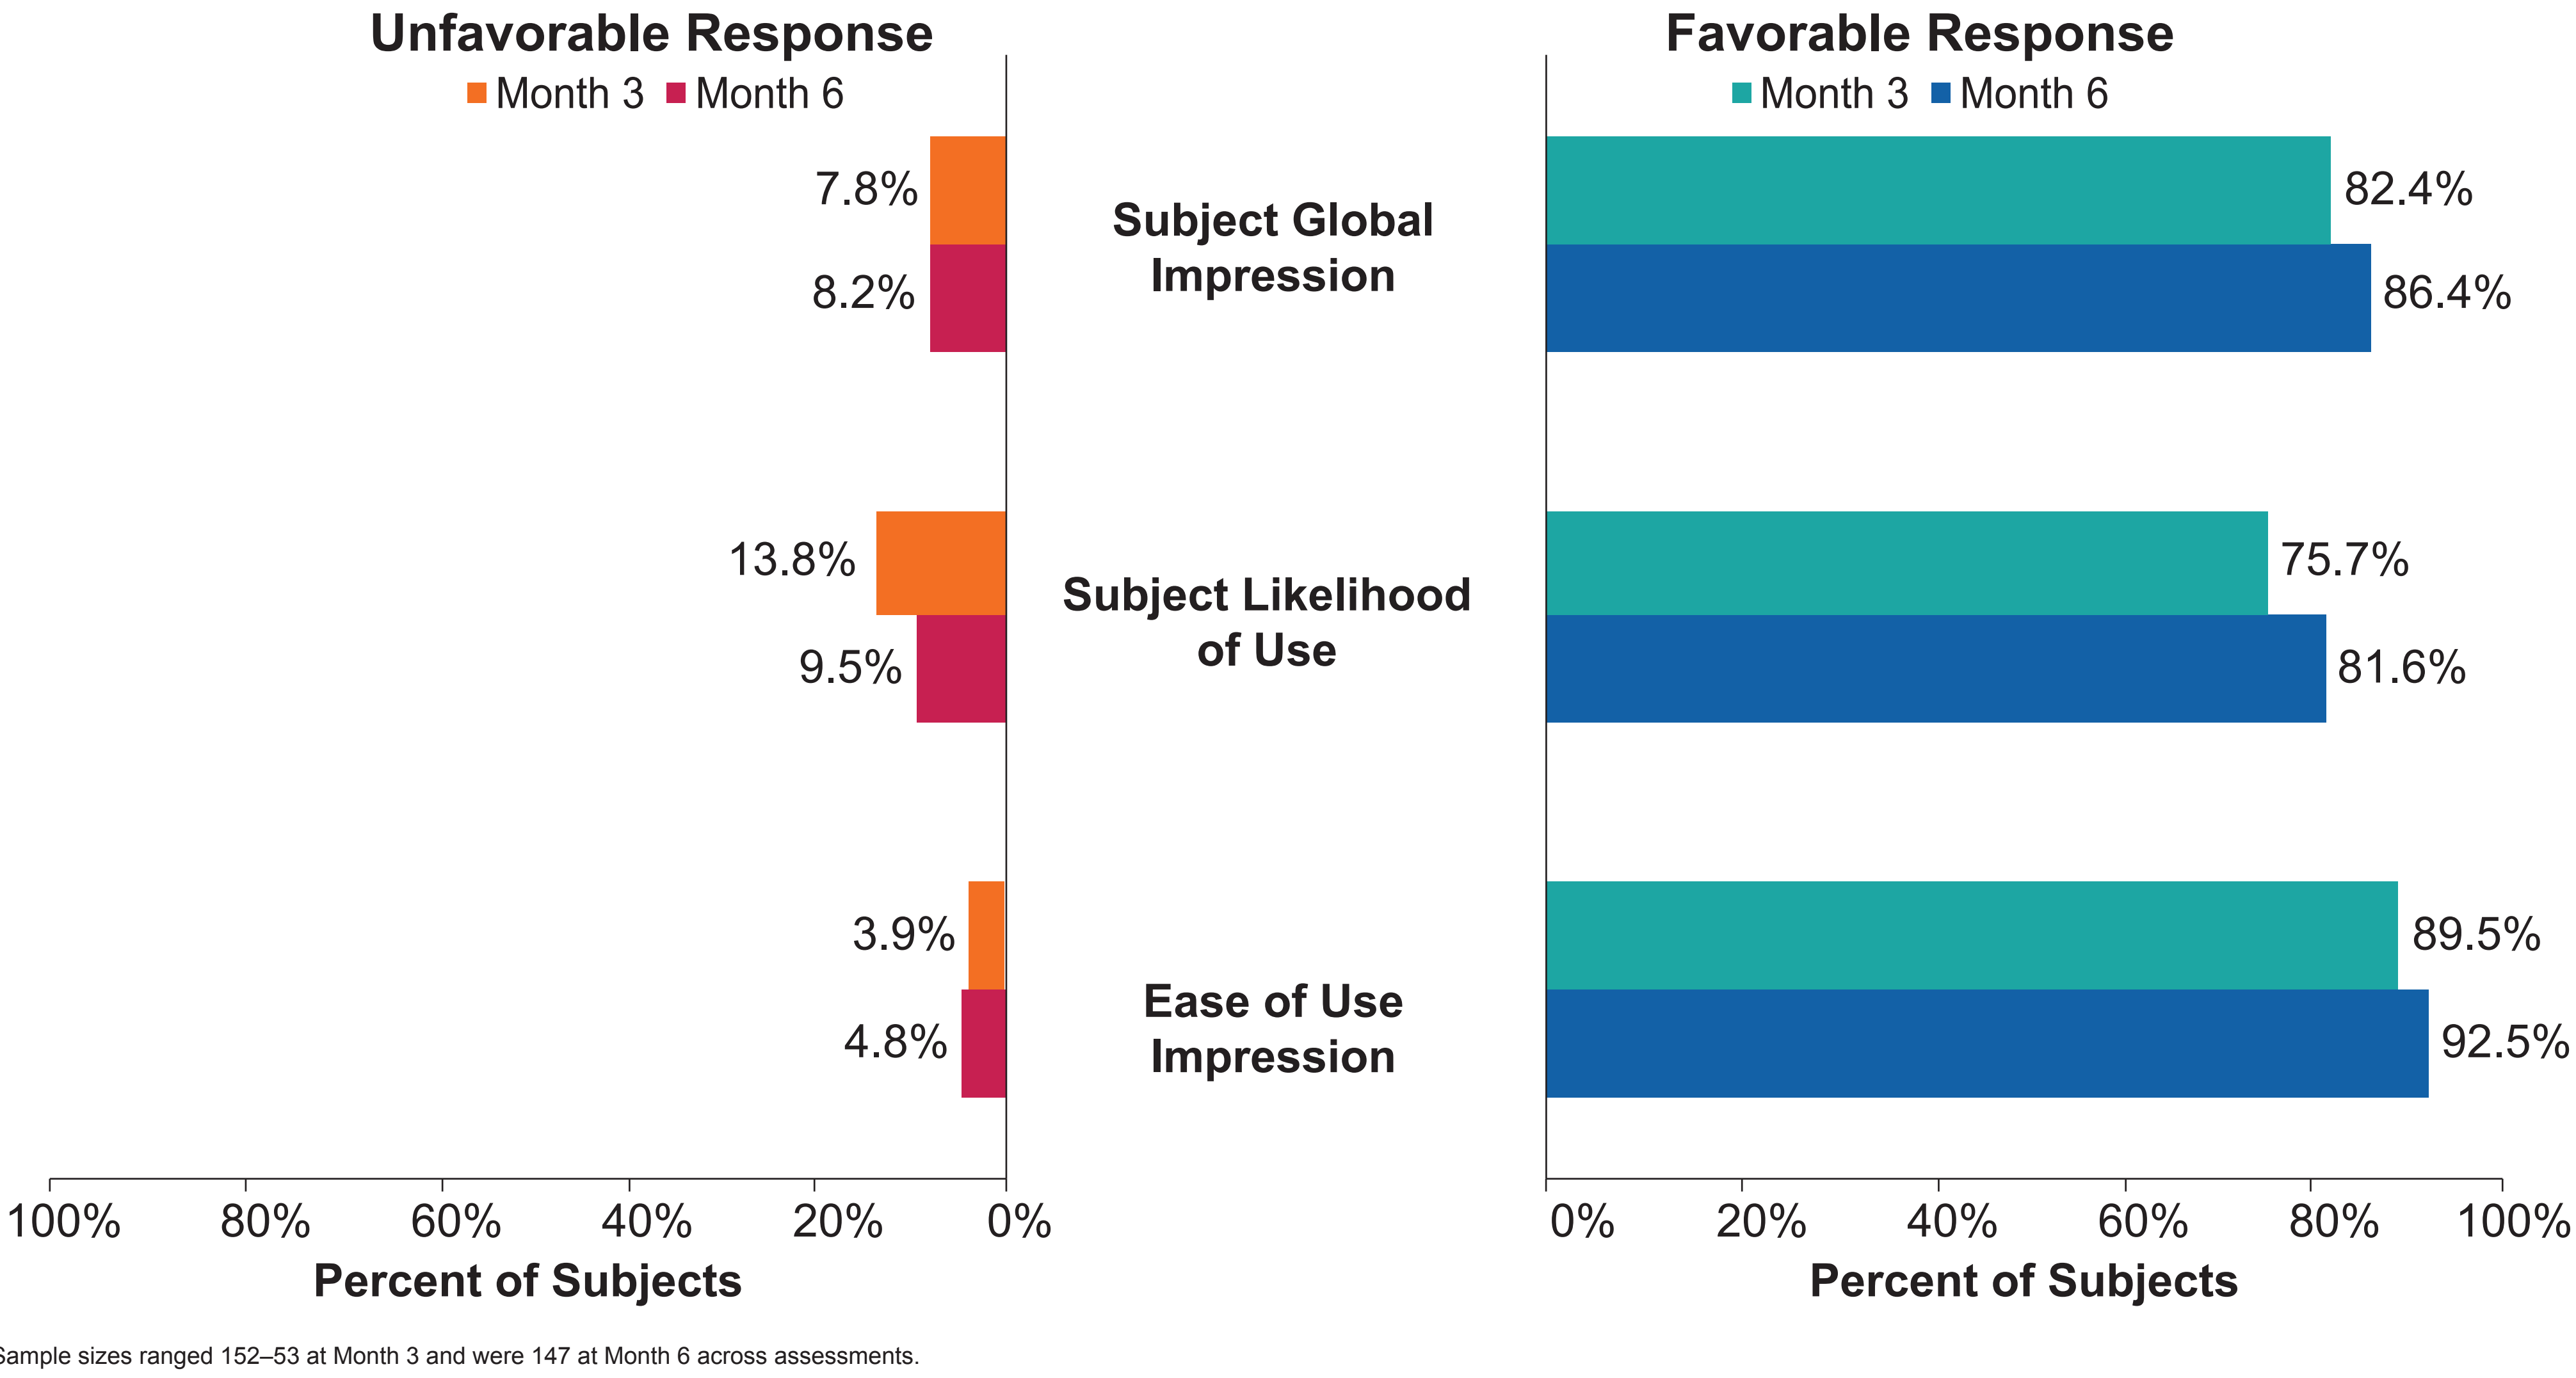 Unfavorable Response
Month 3 Month 6
7.8%
8.2%
13.8%
9.5%
3.9%
4.8%
100% 80% 60% 40% 20% 0%
Percent of Subjects
Subject Global
Impression
Subject Likelihood
of Use
Ease of Use
Impression
Favorable Response
Month 3 Month 6
82.4%
86.4%
75.7%
81.6%
89.5%
92.5%
0% 20% 40% 60% 80% 100%
Percent of Subjects
Sample sizes ranged 152–53 at Month 3 and were 147 at Month 6 across assessments.